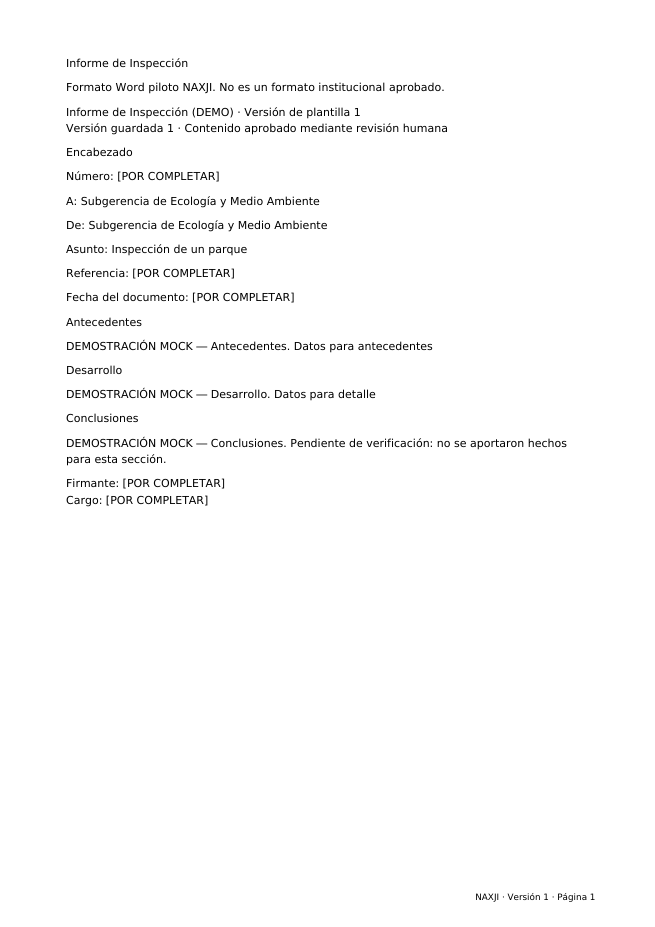 Informe de Inspección
Formato Word piloto NAXJI. No es un formato institucional aprobado.
Informe de Inspección (DEMO) · Versión de plantilla 1
Versión guardada 1 · Contenido aprobado mediante revisión humana
Encabezado
Número: [POR COMPLETAR]
A: Subgerencia de Ecología y Medio Ambiente
De: Subgerencia de Ecología y Medio Ambiente
Asunto: Inspección de un parque
Referencia: [POR COMPLETAR]
Fecha del documento: [POR COMPLETAR]
Antecedentes
DEMOSTRACIÓN MOCK — Antecedentes. Datos para antecedentes
Desarrollo
DEMOSTRACIÓN MOCK — Desarrollo. Datos para detalle
Conclusiones
DEMOSTRACIÓN MOCK — Conclusiones. Pendiente de verificación: no se aportaron hechos
para esta sección.
Firmante: [POR COMPLETAR]
Cargo: [POR COMPLETAR]
NAXJI · Versión 1 · Página 1